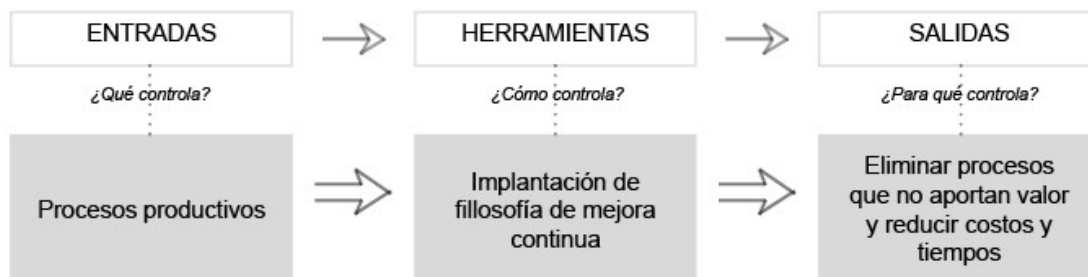 ENTRADAS
HERRAMIENTAS
SALIDAS
¿Qué controla?
¿Cómo controla?
¿Para qué controla?
Procesos productivos
Implantación de
fillosofía de mejora
continua
Eliminar procesos
que no aportan valor
y reducir costos y
tiempos